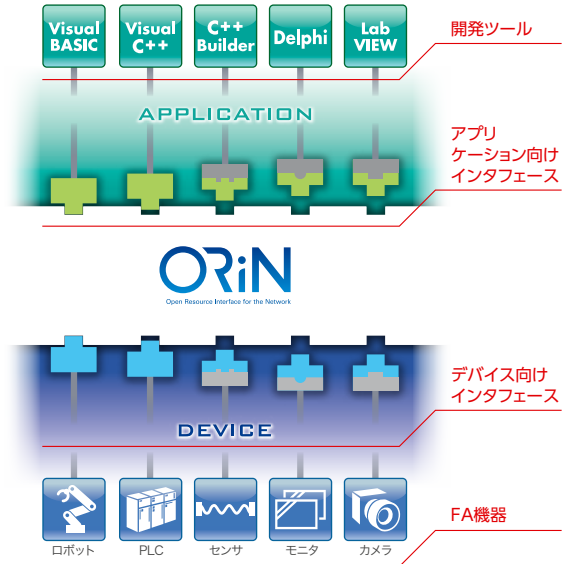 Visual
BASIC
Visual
C++
C++
Builder
Delphi
Lab
VIEW
開発ツール
APPLICATION
アプリ
ケーション向け
インタフェース
ORiN
Open Resource Interface for the Network
デバイス向け
インタフェース
DEVICE
FA機器
ロボット
PLC
センサ
モニタ
カメラ